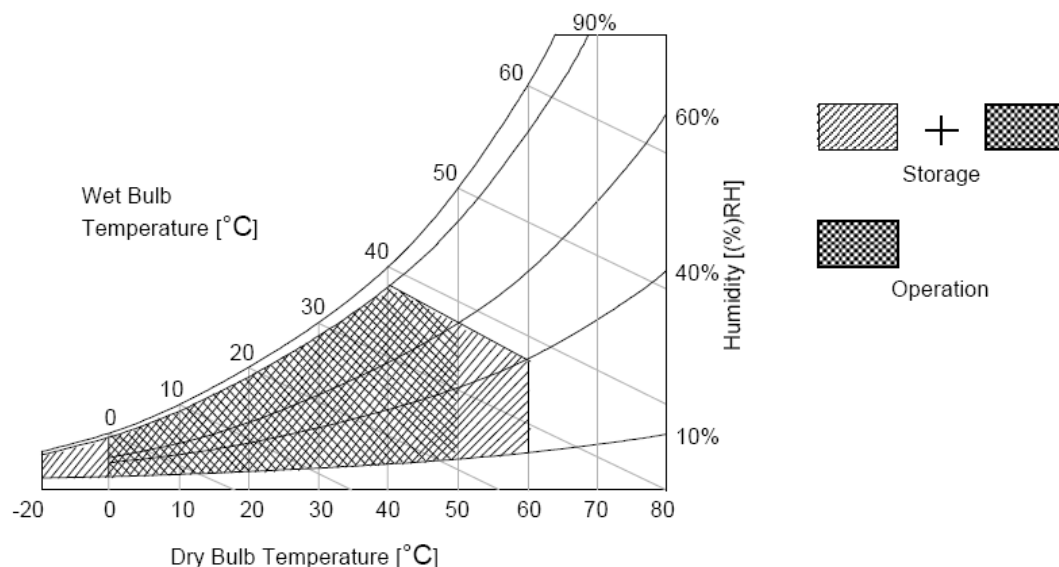 90%
60
60%
50
Wet Bulb
Temperature [°C]
40
30
20
10
0
40%
10%
Humidity [(%)RH]
-20 0 10 20 30 40 50 60 70 80
Dry Bulb Temperature [°C]
+
Storage
Operation